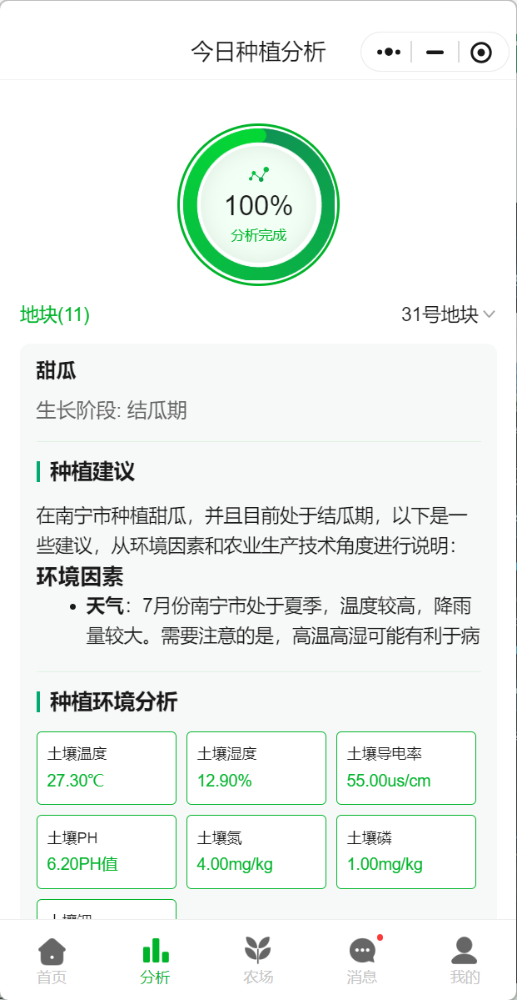 今日种植分析
100%
分析完成
地块(11)
31号地块
甜瓜
生长阶段: 结瓜期
种植建议
在南宁市种植甜瓜，并且目前处于结瓜期，以下是一
些建议，从环境因素和农业生产技术角度进行说明：
环境因素
• 天气：7月份南宁市处于夏季，温度较高，降雨
量较大。需要注意的是，高温高湿可能有利于病
种植环境分析
土壤温度 土壤湿度 土壤导电率
27.30℃ 12.90% 55.00us/cm
土壤PH 土壤氮 土壤磷
6.20PH值 4.00mg/kg 1.00mg/kg
首页 分析 农场 消息 我的